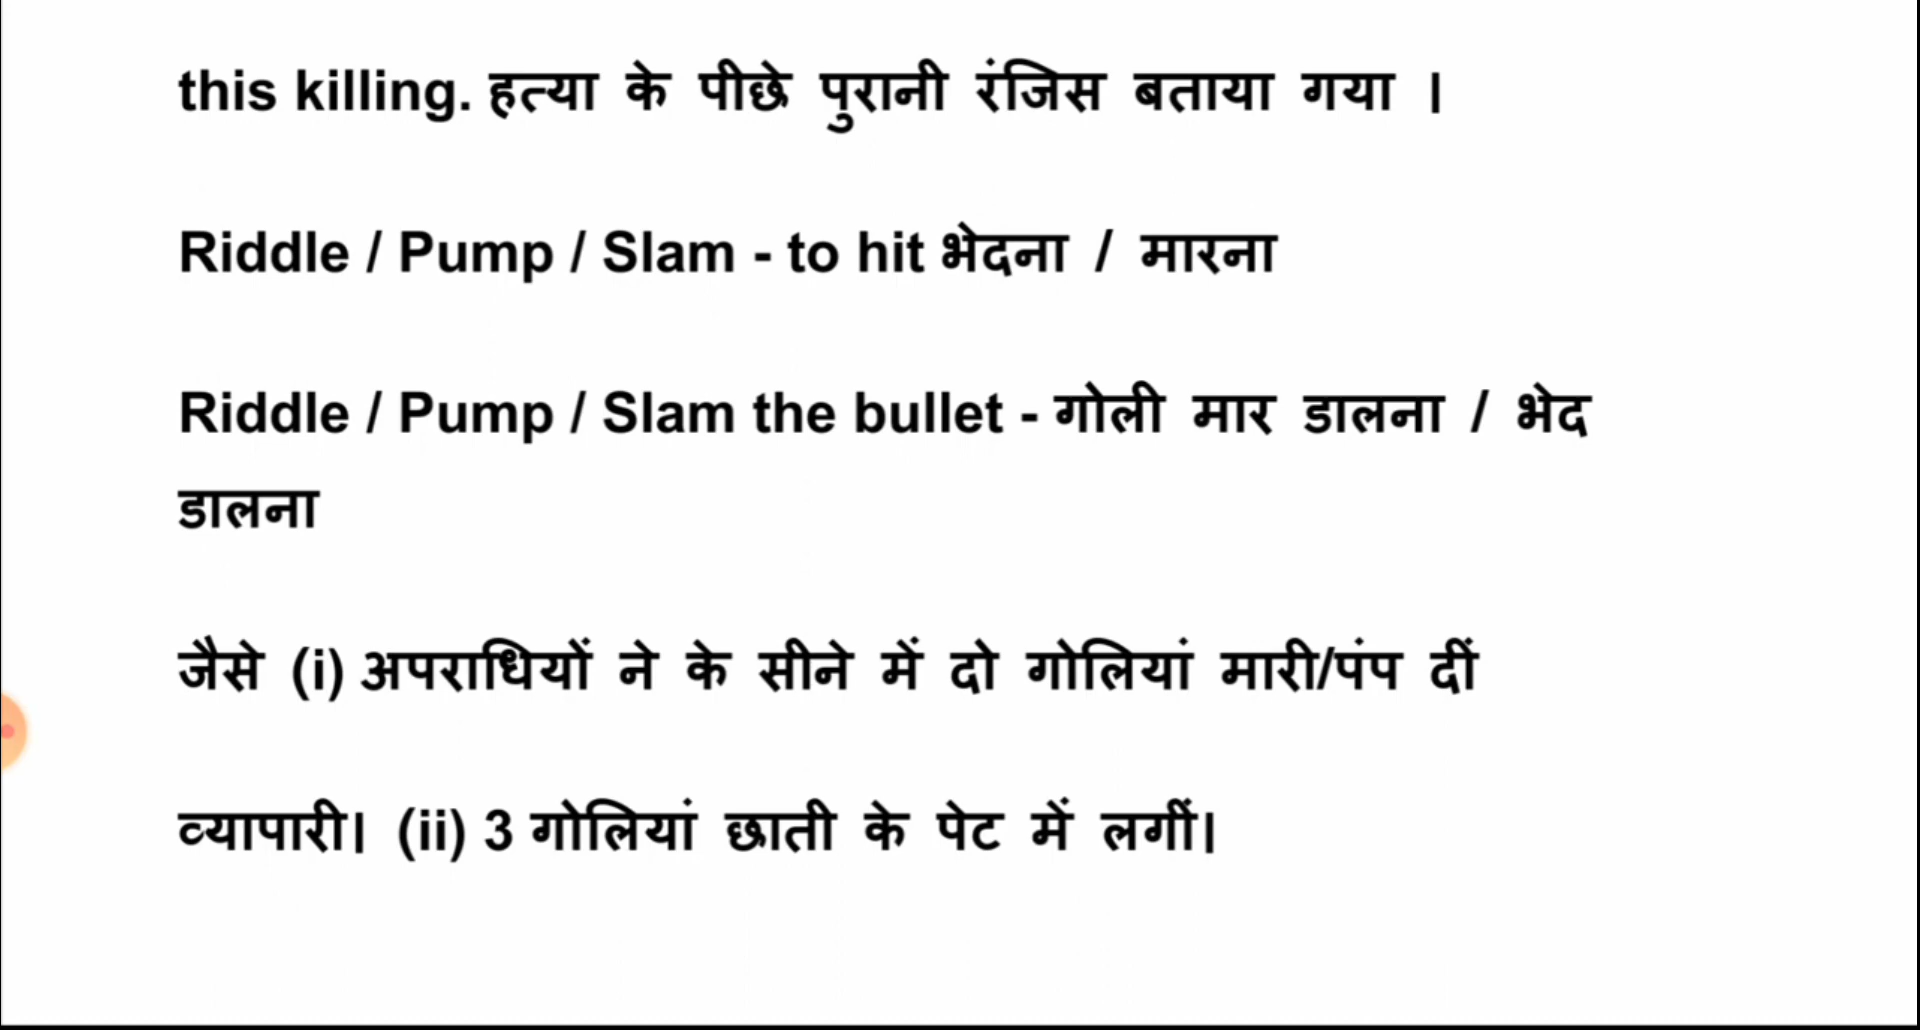 this killing. हत्या के पीछे पुरानी रंजिस बताया गया ।
Riddle / Pump / Slam - to hit भेदना / मारना
Riddle / Pump / Slam the bullet - गोली मार डालना / भेद
डालना
जैसे (i) अपराधियों ने के सीने में दो गोलियां मारी/पंप दीं
व्यापारी। (ii) 3 गोलियां छाती के पेट में लगीं।